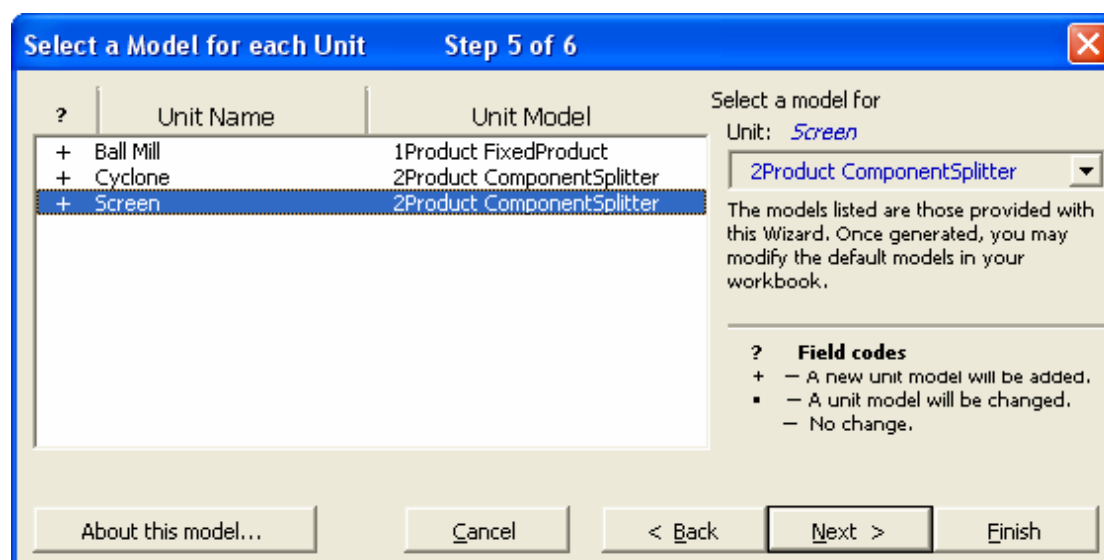 Select a Model for each Unit Step 5 of 6
? Unit Name Unit Model
+ Ball Mill 1Product FixedProduct
+ Cyclone 2Product ComponentSplitter
+ Screen 2Product ComponentSplitter
Select a model for
Unit: Screen
2Product ComponentSplitter
The models listed are those provided with
this Wizard. Once generated, you may
modify the default models in your
workbook.
? Field codes
+ — A new unit model will be added.
▪ — A unit model will be changed.
— No change.
About this model... Cancel < Back Next > Finish